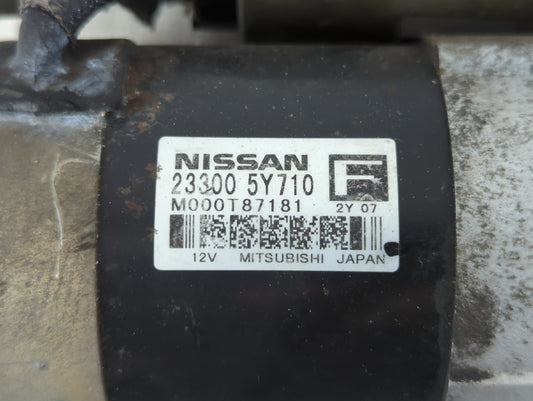 NISSAN F
23300 5Y710
M000T87181 2Y 07
12V MITSUBISHI JAPAN